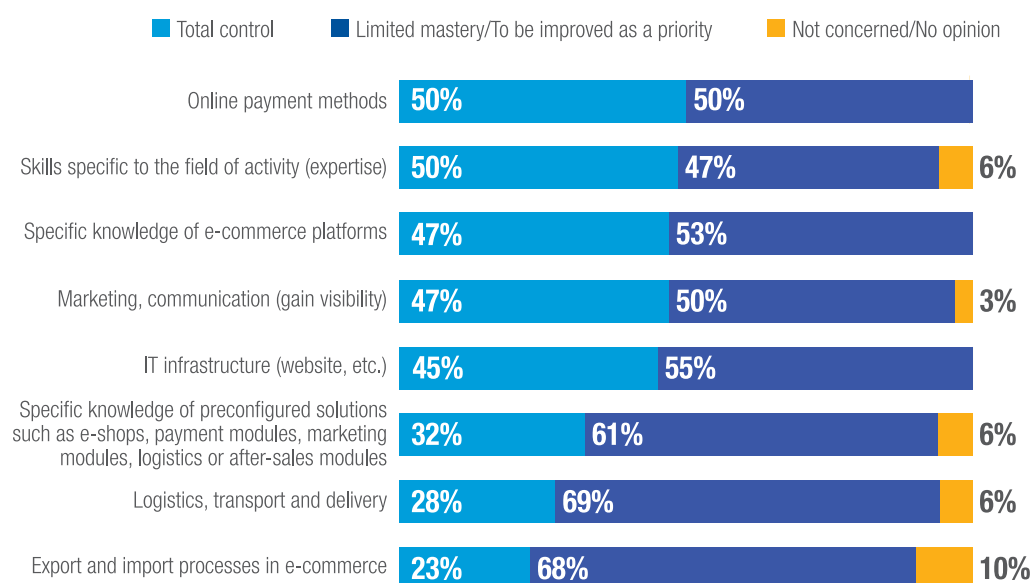 Total control Limited mastery/To be improved as a priority Not concerned/No opinion
Online payment methods 50% 50%
Skills specific to the field of activity (expertise) 50% 47% 6%
Specific knowledge of e-commerce platforms 47% 53%
Marketing, communication (gain visibility) 47% 50% 3%
IT infrastructure (website, etc.) 45% 55%
Specific knowledge of preconfigured solutions
such as e-shops, payment modules, marketing
modules, logistics or after-sales modules
32% 61% 6%
Logistics, transport and delivery 28% 69% 6%
Export and import processes in e-commerce 23% 68% 10%